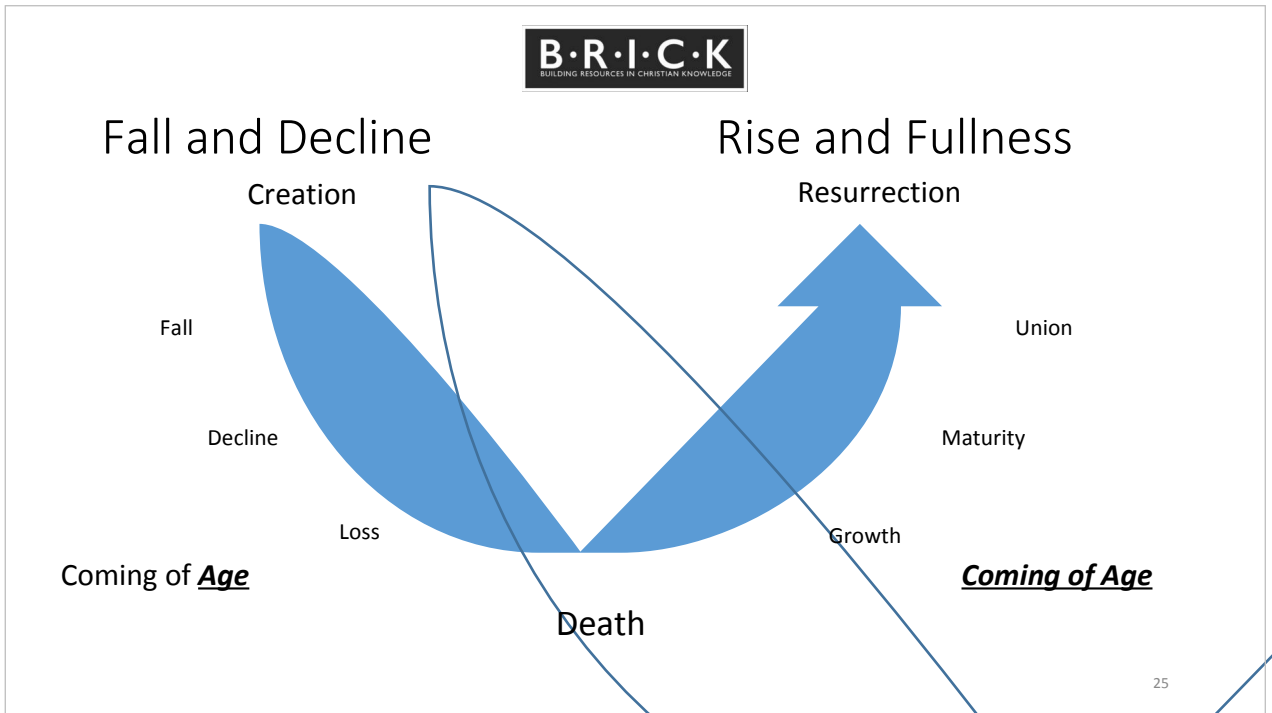 B·R·I·C·K
BUILDING RESOURCES IN CHRISTIAN KNOWLEDGE
Fall and Decline
Rise and Fullness
Creation
Resurrection
Fall
Union
Decline
Maturity
Loss
Growth
Coming of Age
Coming of Age
Death
25